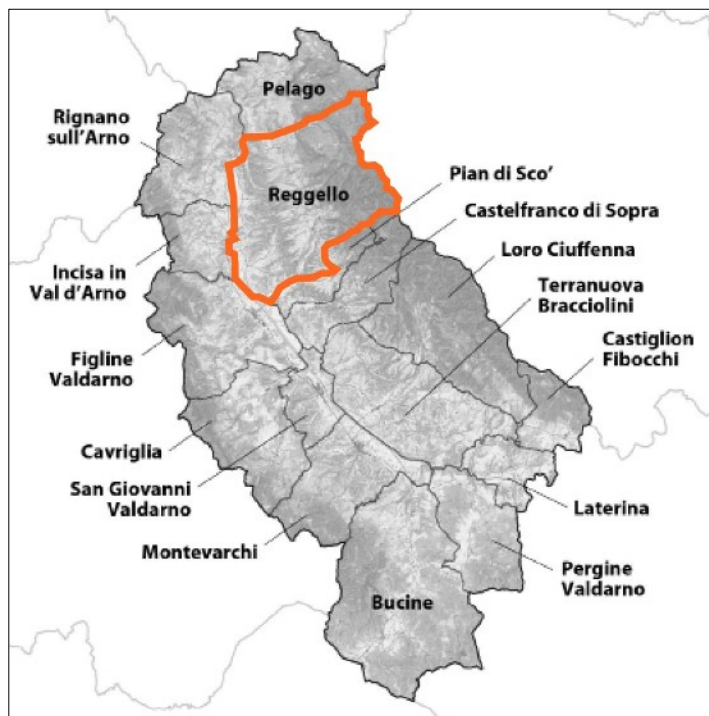 Pelago
Rignano
sull'Arno
Reggello
Pian di Sco'
Castelfranco di Sopra
Loro Ciuffenna
Incisa in
Val d'Arno
Terranuova
Bracciolini
Castiglion
Fibocchi
Figline
Valdarno
Cavriglia
San Giovanni
Valdarno
Laterina
Montevarchi
Pergine
Valdarno
Bucine